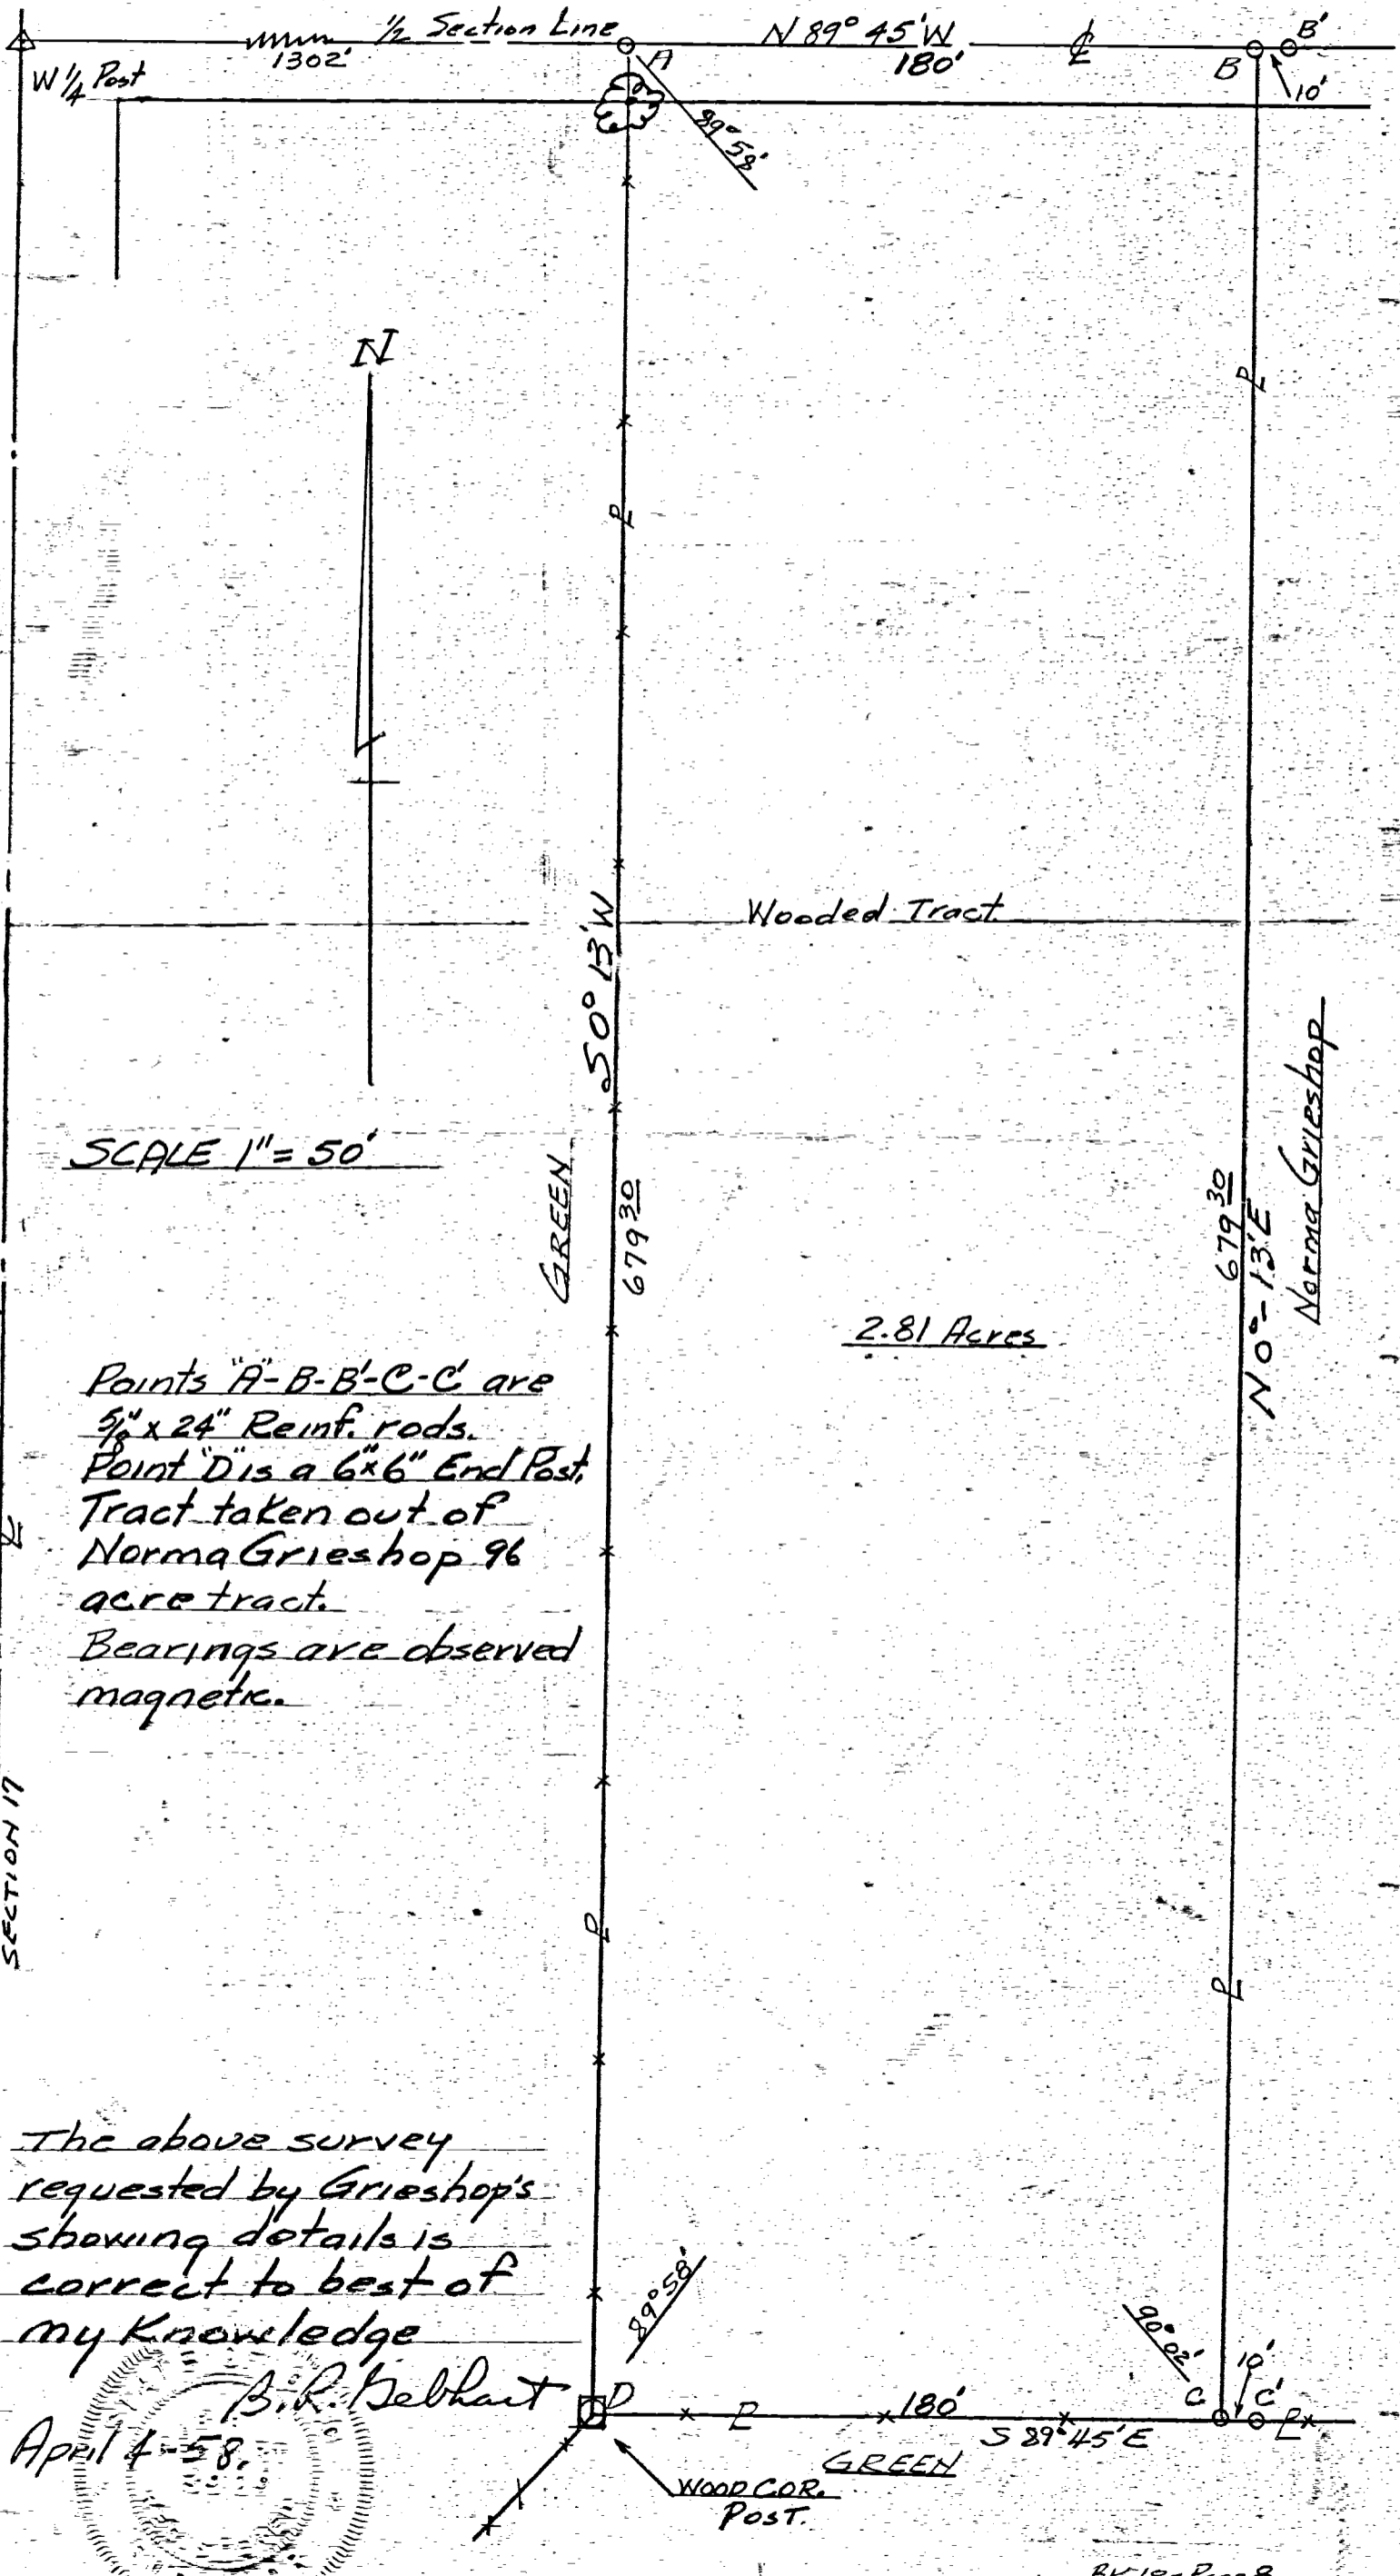 1/2 Section Line
1302'
N 89° 45' W
180'
℄
W 1/4 Post
A
B
B'
10'
89° 58'
N
Wooded Tract
S 0° 13' W
679 30
GREEN
SCALE 1" = 50'
679 30
N 0°- 13' E
Norma Grieshop
2.81 Acres
Points "A"-B-B'-C-C' are
5/8" x 24" Reinf. rods.
Point "D" is a 6"x6" End Post.
Tract taken out of
Norma Grieshop 96
acre tract.
Bearings are observed
magnetic.
SECTION 17
The above survey
requested by Grieshop's
showing details is
correct to best of
my Knowledge
B.R. Gebhart
April 4-58.
89° 58'
90° 02'
10'
D
C
C'
180'
S 89° 45' E
GREEN
WOOD COR.
POST.